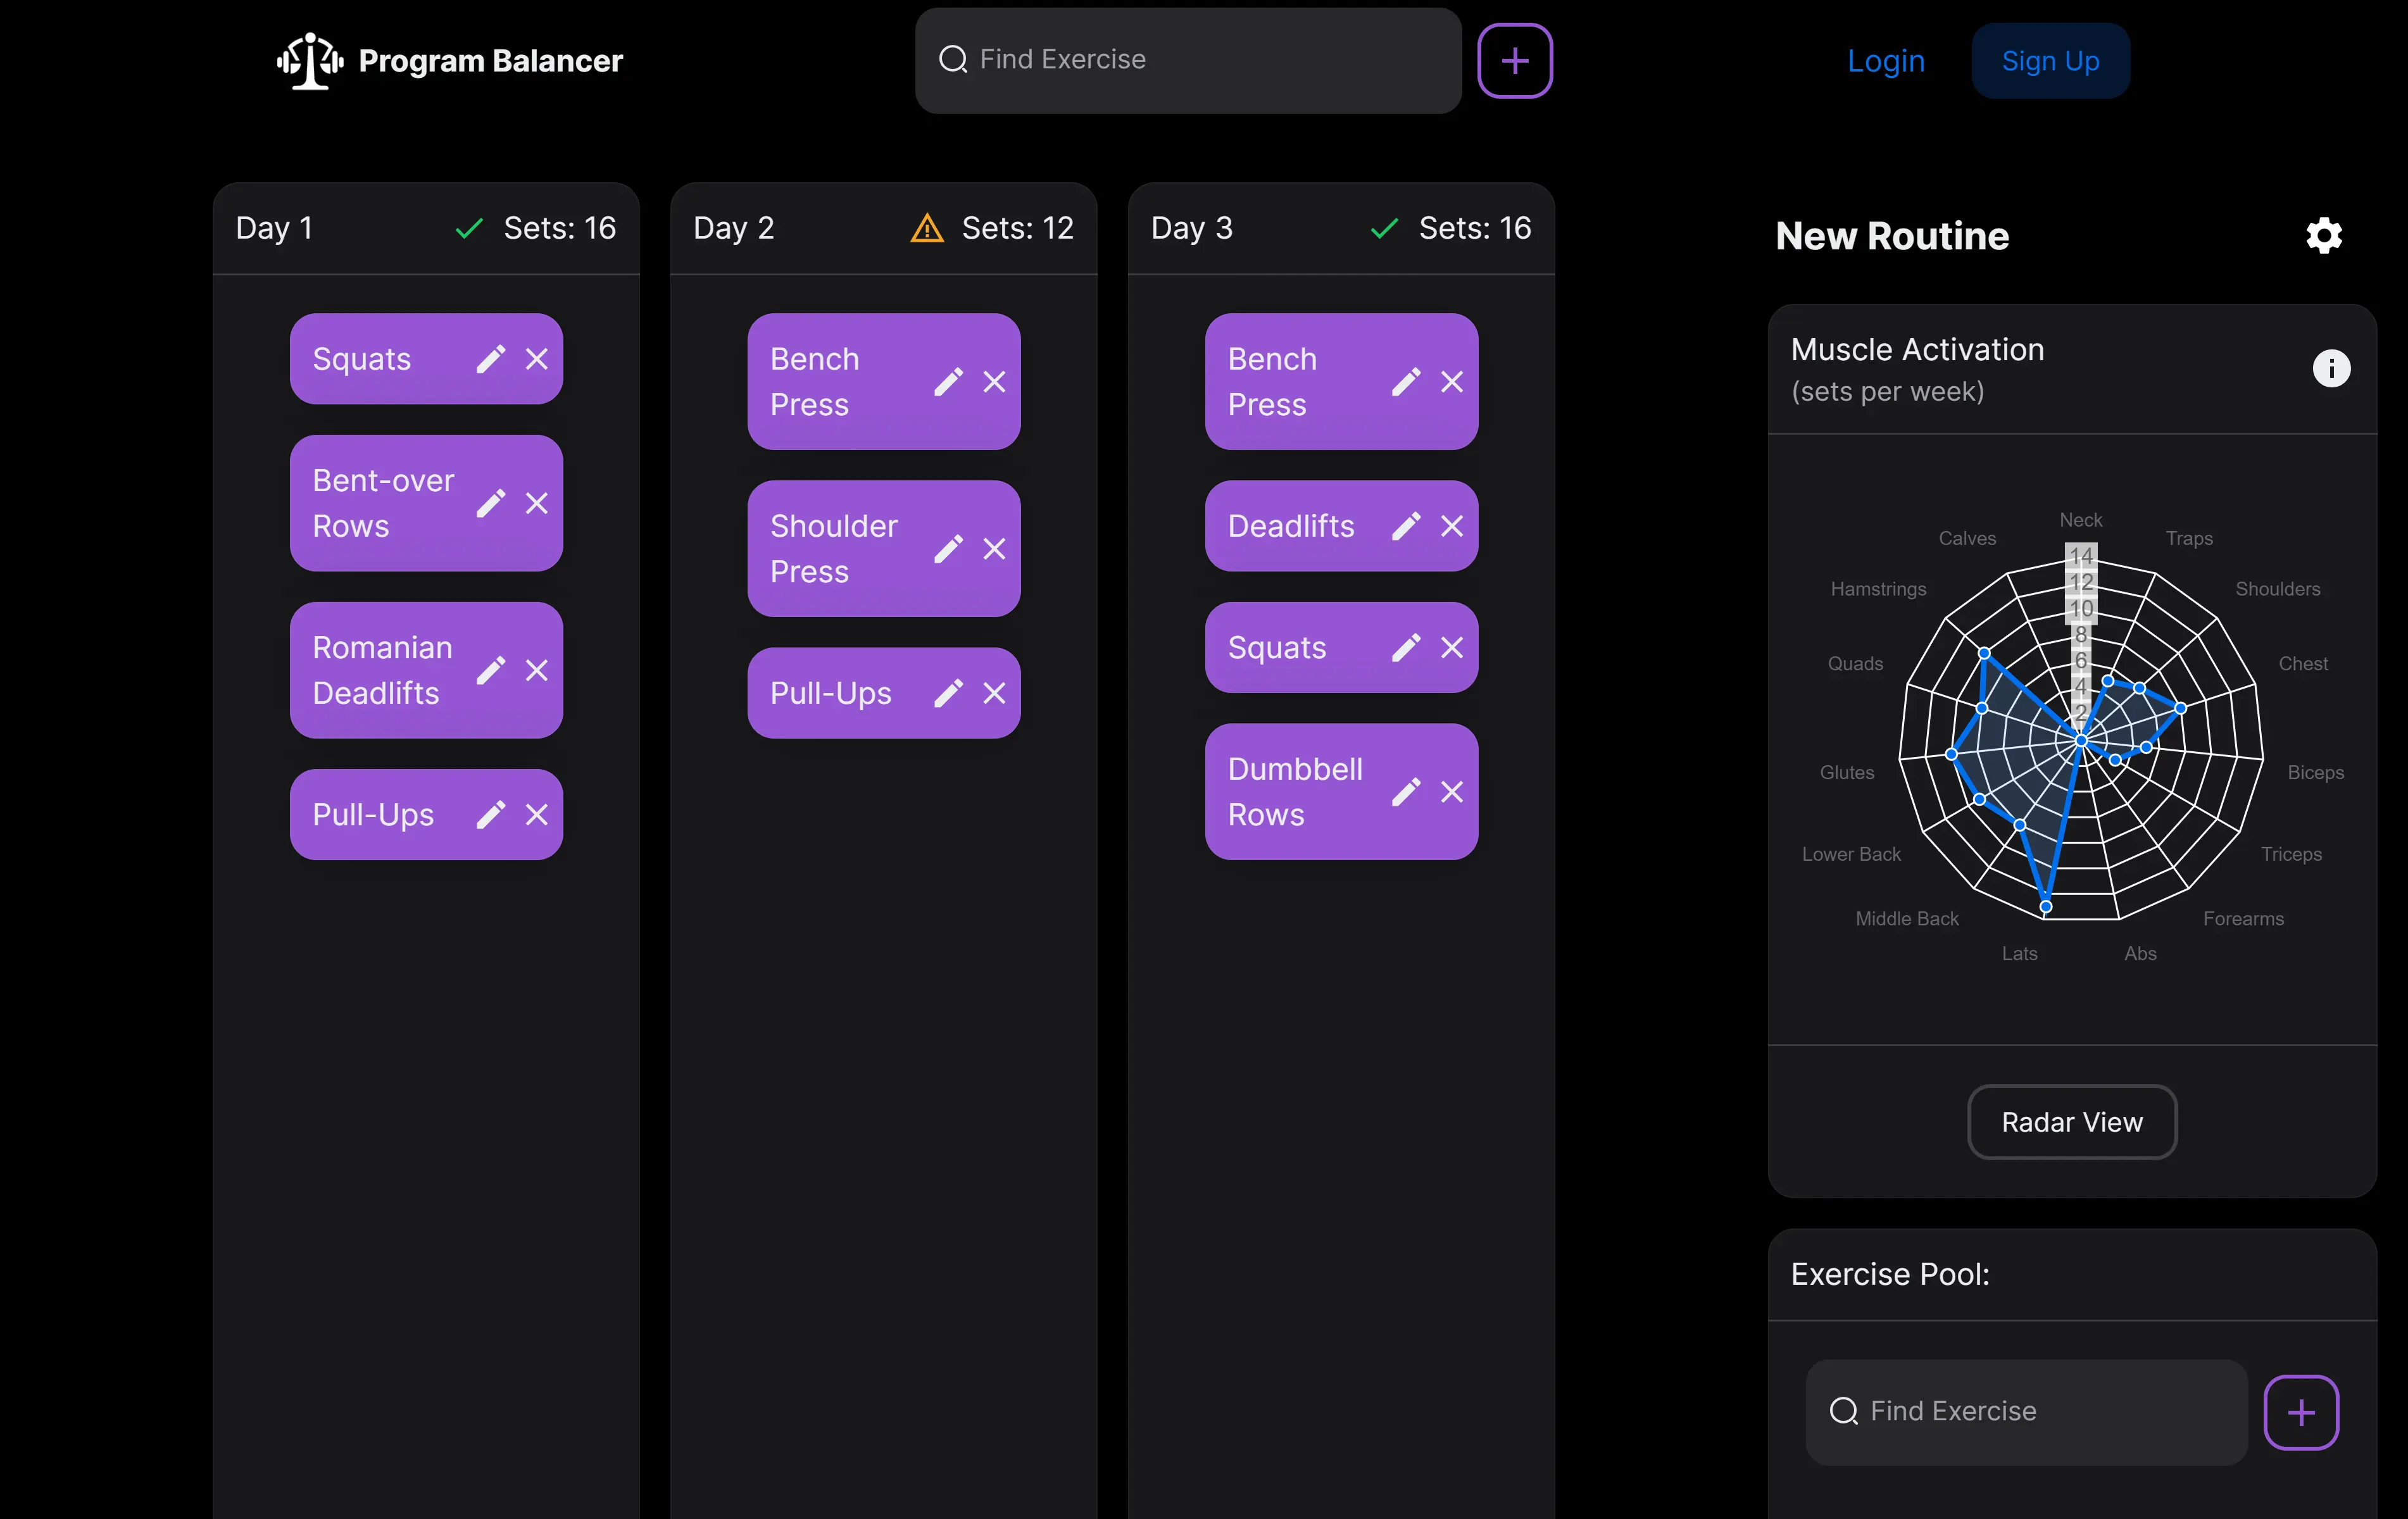 Program Balancer
Find Exercise
Login
Sign Up
Day 1
Sets: 16
Squats
Bent-over
Rows
Romanian
Deadlifts
Pull-Ups
Day 2
Sets: 12
Bench
Press
Shoulder
Press
Pull-Ups
Day 3
Sets: 16
Bench
Press
Deadlifts
Squats
Dumbbell
Rows
New Routine
Muscle Activation
(sets per week)
Neck
Traps
Shoulders
Chest
Biceps
Triceps
Forearms
Abs
Lats
Middle Back
Lower Back
Glutes
Quads
Hamstrings
Calves
14
12
10
8
6
4
2
Radar View
Exercise Pool:
Find Exercise